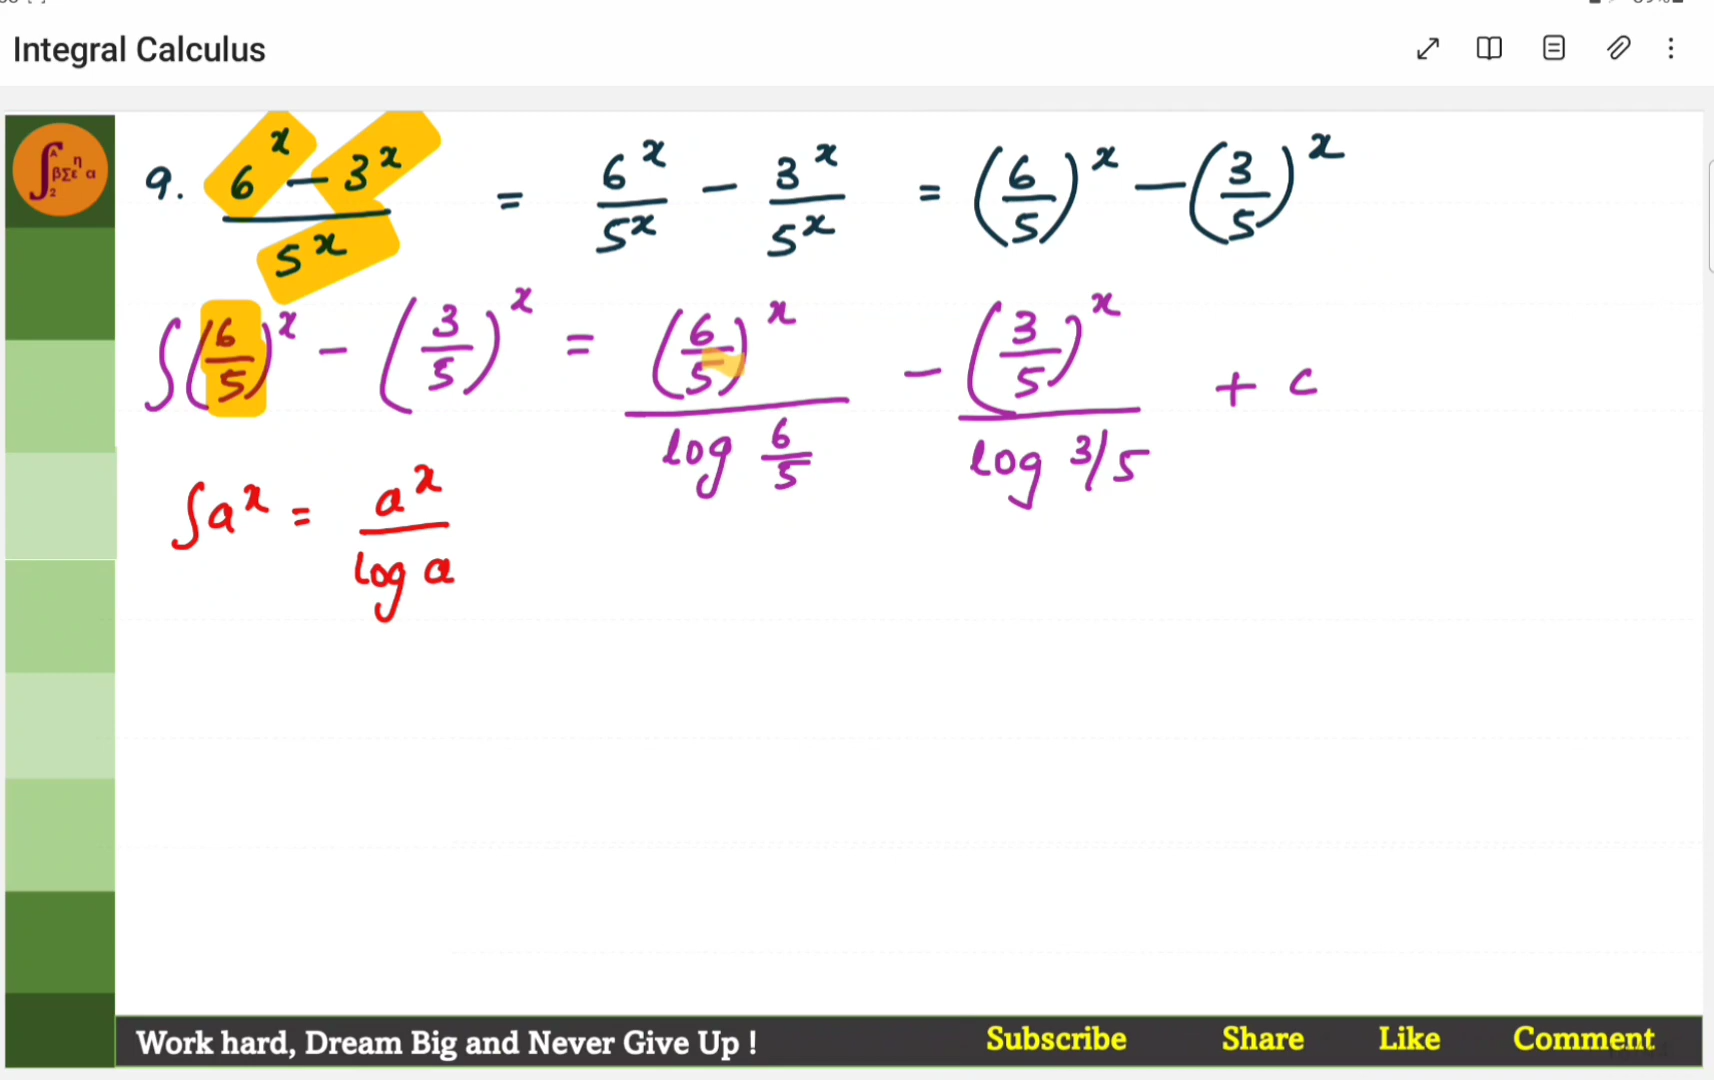 Integral Calculus
9. 6^x - 3^x / 5^x = 6^x / 5^x - 3^x / 5^x = (6/5)^x - (3/5)^x
∫(6/5)^x - (3/5)^x = (6/5)^x / log 6/5 - (3/5)^x / log 3/5 + c
∫a^x = a^x / log a
Work hard, Dream Big and Never Give Up ! Subscribe Share Like Comment